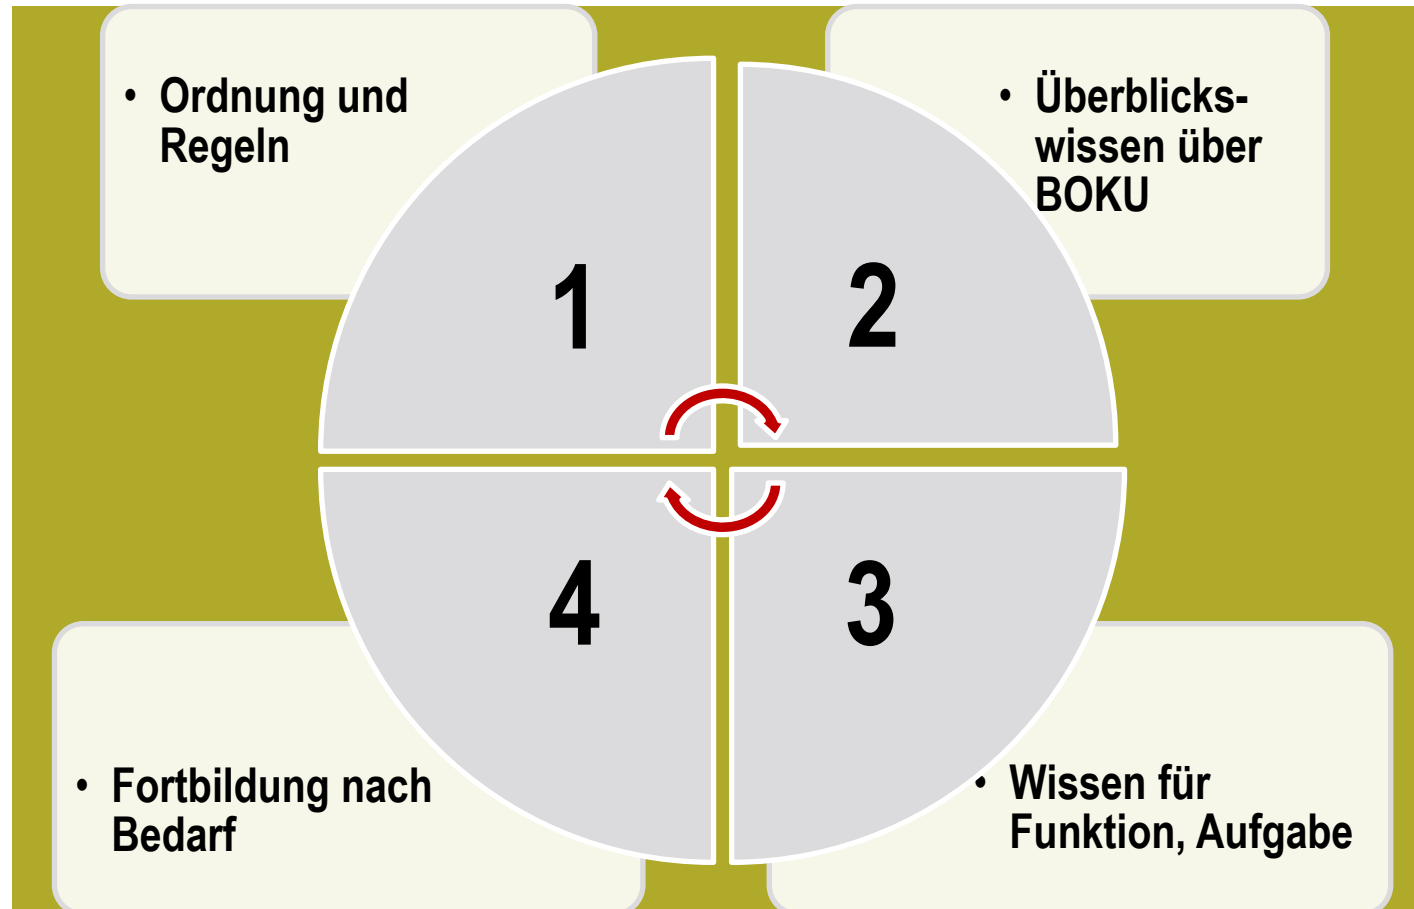 • Ordnung und
Regeln
1
• Überblicks-
wissen über
BOKU
2
• Fortbildung nach
Bedarf
4
• Wissen für
Funktion, Aufgabe
3